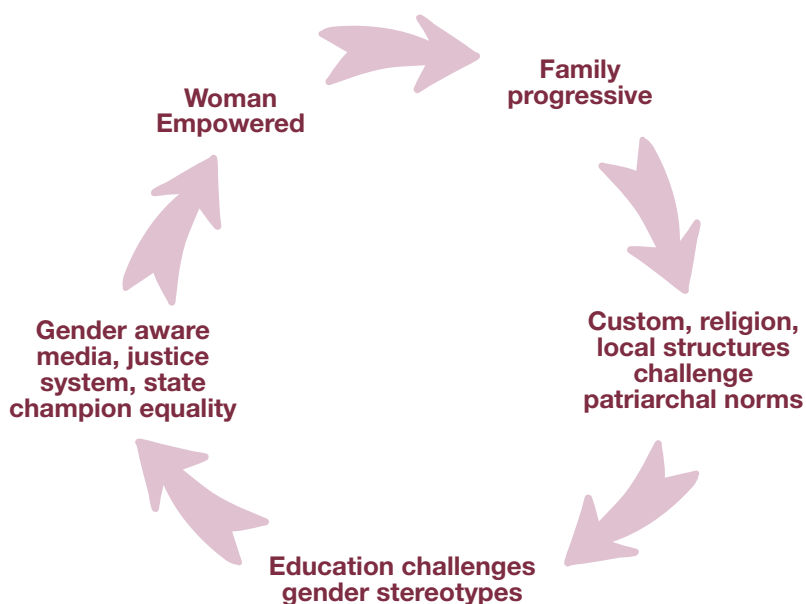 Woman
Empowered
Family
progressive
Custom, religion,
local structures
challenge
patriarchal norms
Education challenges
gender stereotypes
Gender aware
media, justice
system, state
champion equality